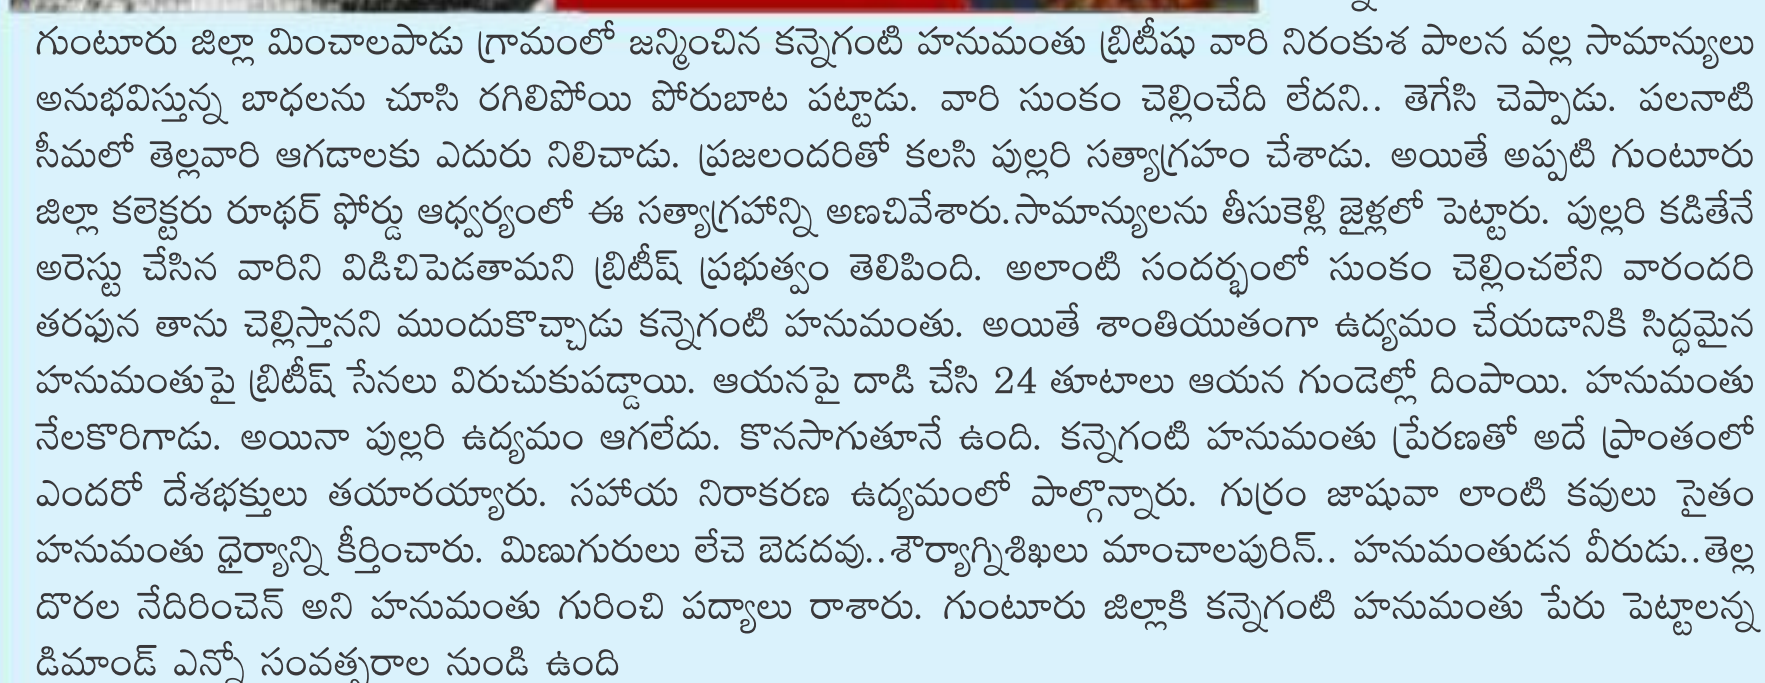 గుంటూరు జిల్లా మించాలపాడు గ్రామంలో జన్మించిన కన్నెగంటి హనుమంతు బ్రిటీషు వారి నిరంకుశ పాలన వల్ల సామాన్యులు
అనుభవిస్తున్న బాధలను చూసి రగిలిపోయి పోరుబాట పట్టాడు. వారి సుంకం చెల్లించేది లేదని.. తెగేసి చెప్పాడు. పలనాటి
సీమలో తెల్లవారి ఆగడాలకు ఎదురు నిలిచాడు. ప్రజలందరితో కలసి పుల్లరి సత్యాగ్రహం చేశాడు. అయితే అప్పటి గుంటూరు
జిల్లా కలెక్టరు రూథర్ ఫోర్డు ఆధ్వర్యంలో ఈ సత్యాగ్రహాన్ని అణచివేశారు.సామాన్యులను తీసుకెళ్లి జైళ్లలో పెట్టారు. పుల్లరి కడితేనే
అరెస్టు చేసిన వారిని విడిచిపెడతామని బ్రిటీష్ ప్రభుత్వం తెలిపింది. అలాంటి సందర్భంలో సుంకం చెల్లించలేని వారందరి
తరఫున తాను చెల్లిస్తానని ముందుకొచ్చాడు కన్నెగంటి హనుమంతు. అయితే శాంతియుతంగా ఉద్యమం చేయడానికి సిద్ధమైన
హనుమంతుపై బ్రిటీష్ సేనలు విరుచుకుపడ్డాయి. ఆయనపై దాడి చేసి 24 తూటాలు ఆయన గుండెల్లో దింపాయి. హనుమంతు
నేలకొరిగాడు. అయినా పుల్లరి ఉద్యమం ఆగలేదు. కొనసాగుతూనే ఉంది. కన్నెగంటి హనుమంతు ప్రేరణతో అదే ప్రాంతంలో
ఎందరో దేశభక్తులు తయారయ్యారు. సహాయ నిరాకరణ ఉద్యమంలో పాల్గొన్నారు. గుర్రం జాషువా లాంటి కవులు సైతం
హనుమంతు ధైర్యాన్ని కీర్తించారు. మిణుగురులు లేచె బెడదవు..శౌర్యాగ్నిశిఖలు మాంచాలపురిన్.. హనుమంతుడన వీరుడు..తెల్ల
దొరల నేదిరించెన్ అని హనుమంతు గురించి పద్యాలు రాశారు. గుంటూరు జిల్లాకి కన్నెగంటి హనుమంతు పేరు పెట్టాలన్న
డిమాండ్ ఎన్నో సంవత్సరాల నుండి ఉంది